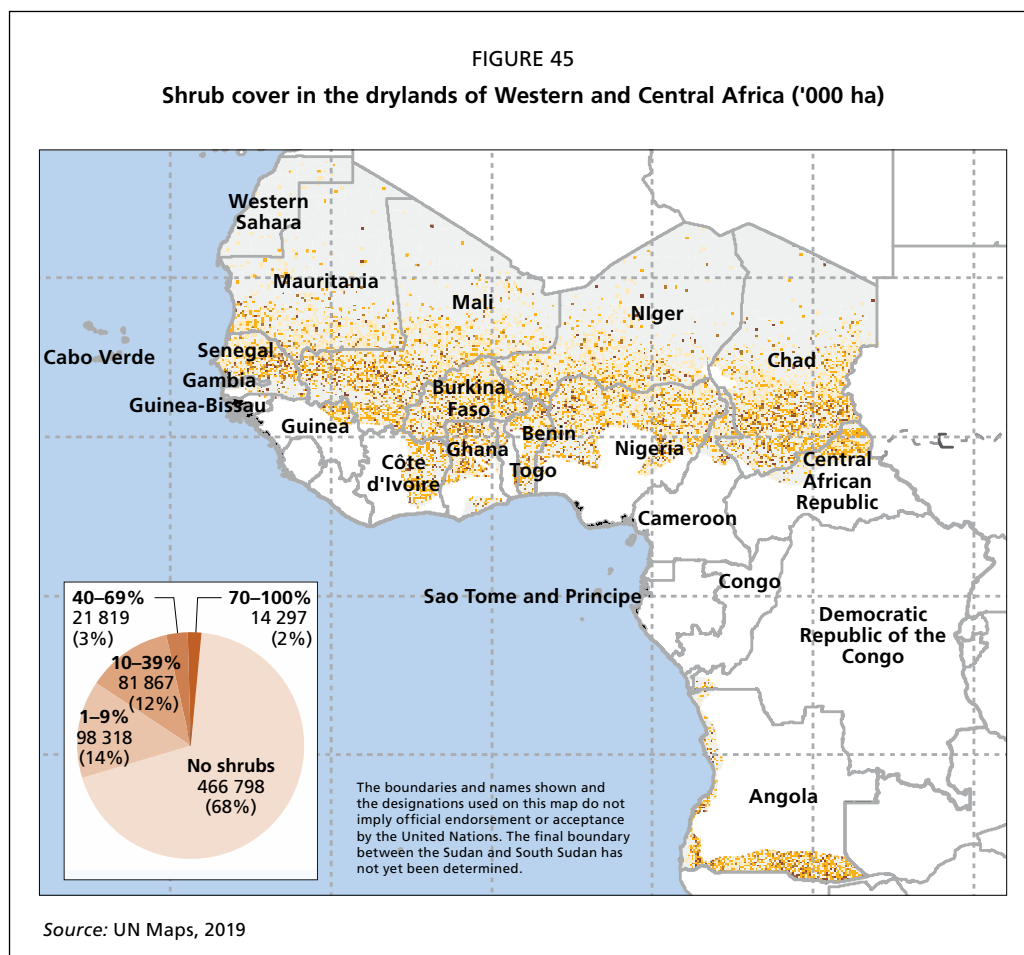 FIGURE 45
Shrub cover in the drylands of Western and Central Africa ('000 ha)
Western
Sahara
Mauritania
Mali
NIger
Chad
Cabo Verde
Senegal
Gambia
Guinea-Bissau
Guinea
Burkina
Faso
Ghana
Benin
Togo
Nigeria
Côte
d'Ivoire
Central
African
Republic
Cameroon
Sao Tome and Principe
Congo
Democratic
Republic of the
Congo
Angola
40–69%
21 819
(3%)
70–100%
14 297
(2%)
10–39%
81 867
(12%)
1–9%
98 318
(14%)
No shrubs
466 798
(68%)
The boundaries and names shown and
the designations used on this map do not
imply official endorsement or acceptance
by the United Nations. The final boundary
between the Sudan and South Sudan has
not yet been determined.
Source: UN Maps, 2019